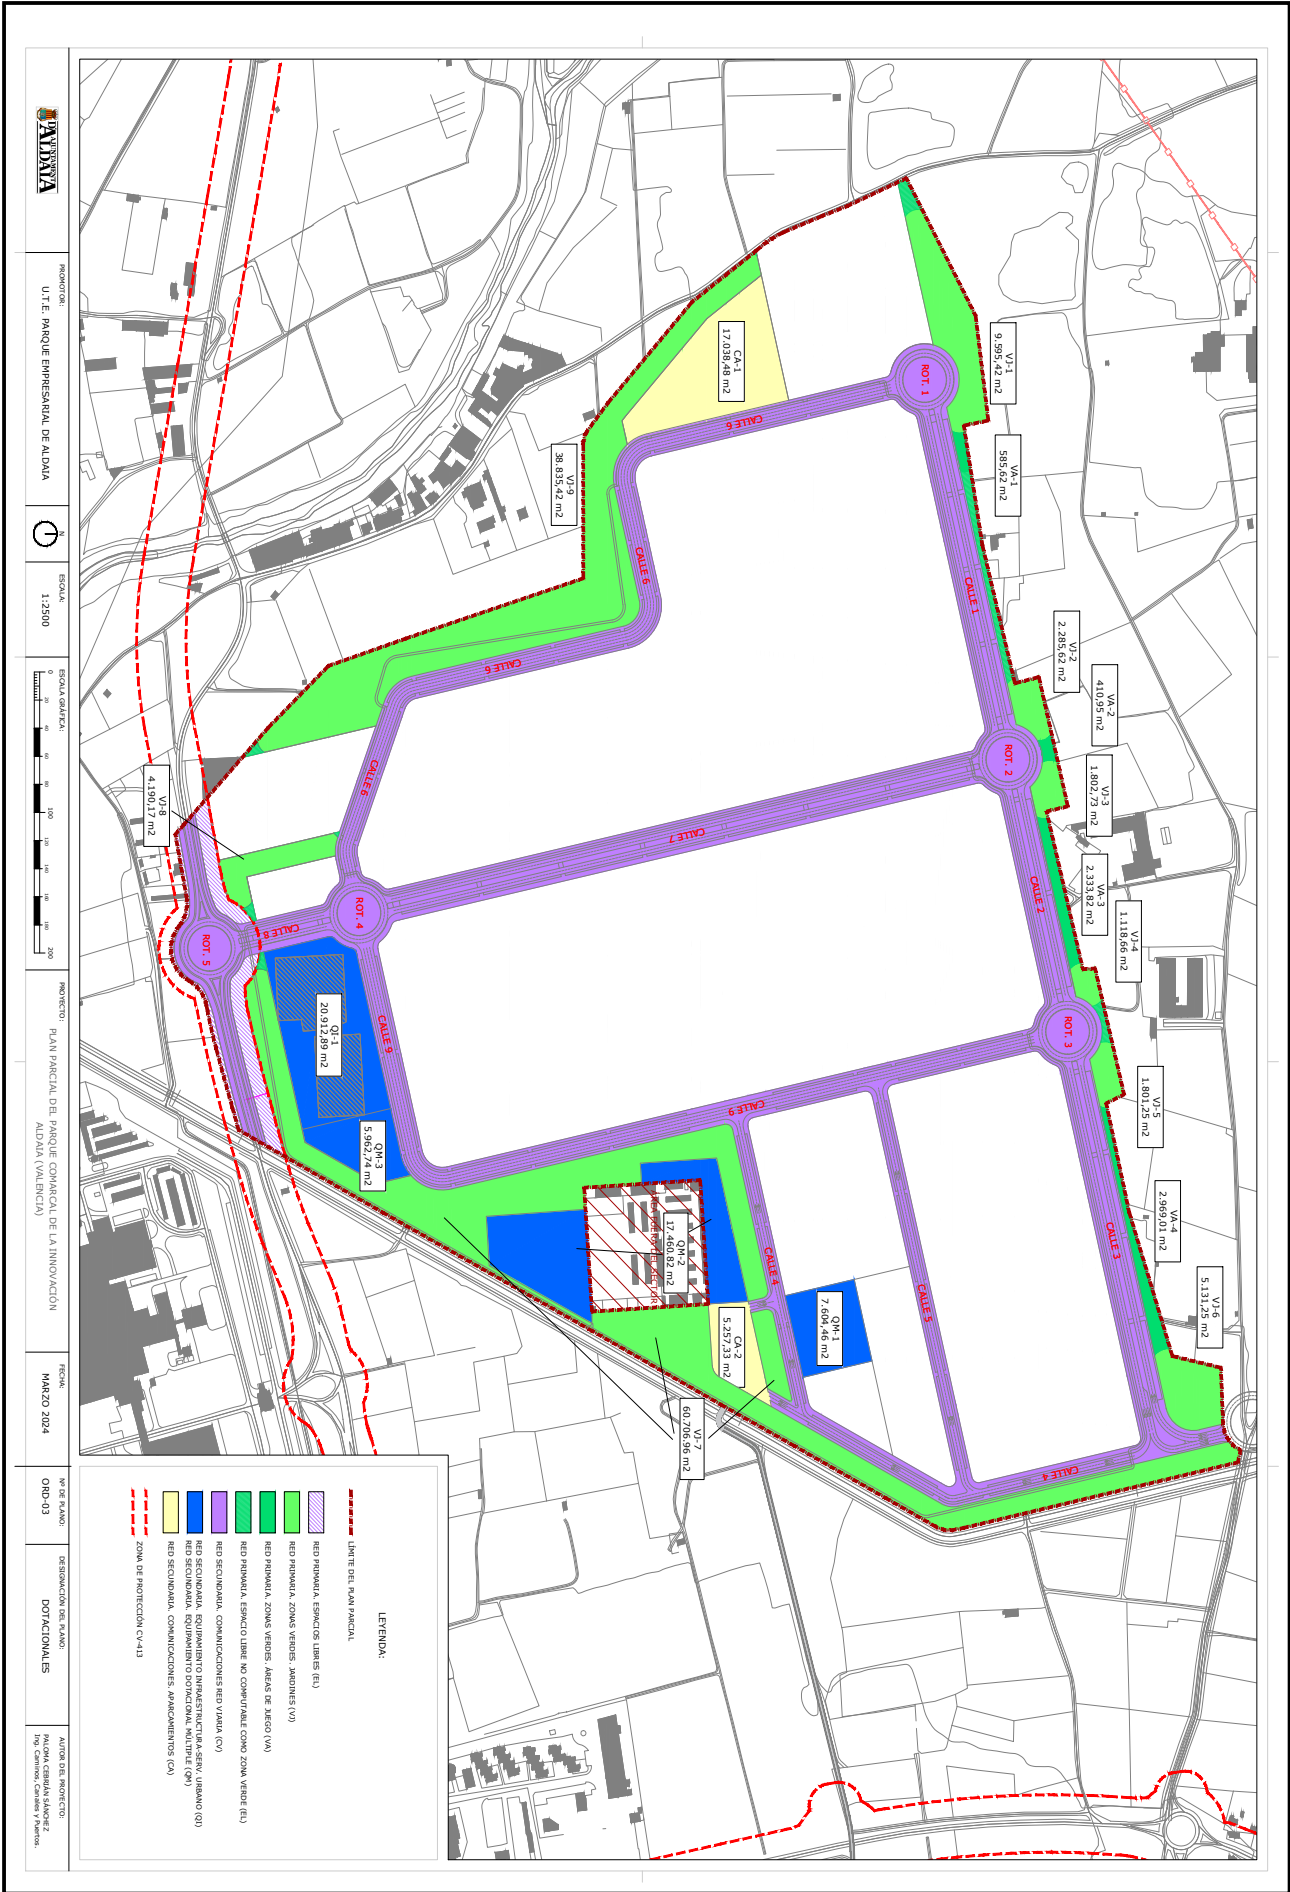 VJ-1
9.595,42 m2
VA-1
585,62 m2
VJ-2
2.285,62 m2
VA-2
410,95 m2
VJ-3
1.802,73 m2
VA-3
2.333,82 m2
VJ-4
1.118,66 m2
VJ-5
1.801,25 m2
VA-4
2.969,01 m2
VJ-6
5.131,25 m2
CA-1
17.038,48 m2
VJ-9
38.835,42 m2
VJ-8
4.190,17 m2
QI-1
20.912,89 m2
QM-3
5.962,74 m2
QM-2
17.460,82 m2
CA-2
5.257,33 m2
QM-1
7.604,46 m2
VJ-7
60.706,96 m2
ROT. 1
ROT. 2
ROT. 3
ROT. 4
ROT. 5
CALLE 1
CALLE 2
CALLE 3
CALLE 4
CALLE 4
CALLE 5
CALLE 6
CALLE 6
CALLE 6
CALLE 6
CALLE 7
CALLE 8
CALLE 9
CALLE 9
LEYENDA:
LÍMITE DEL PLAN PARCIAL
RED PRIMARIA. ESPACIOS LIBRES (EL)
RED PRIMARIA. ZONAS VERDES. JARDINES (VJ)
RED PRIMARIA. ZONAS VERDES. ÁREAS DE JUEGO (VA)
RED PRIMARIA. ESPACIO LIBRE NO COMPUTABLE COMO ZONA VERDE (EL)
RED SECUNDARIA. COMUNICACIONES RED VIARIA (CV)
RED SECUNDARIA. EQUIPAMIENTO INFRAESTRUCTURA-SERV. URBANO (QI)
RED SECUNDARIA. EQUIPAMIENTO DOTACIONAL MÚLTIPLE (QM)
RED SECUNDARIA. COMUNICACIONES. APARCAMIENTOS (CA)
ZONA DE PROTECCIÓN CV-413
AJUNTAMENT D'
ALDAIA
PROMOTOR:
U.T.E. PARQUE EMPRESARIAL DE ALDAIA
N
ESCALA:
1:2500
ESCALA GRÁFICA:
0 20 40 60 80 100 120 140 160 180 200
PROYECTO:
PLAN PARCIAL DEL PARQUE COMARCAL DE LA INNOVACIÓN
ALDAIA (VALENCIA)
FECHA:
MARZO 2024
Nº DE PLANO:
ORD-03
DESIGNACIÓN DEL PLANO:
DOTACIONALES
AUTOR DEL PROYECTO:
PALOMA CEBRIÁN SÁNCHEZ
Ing. Caminos, Canales y Puertos.